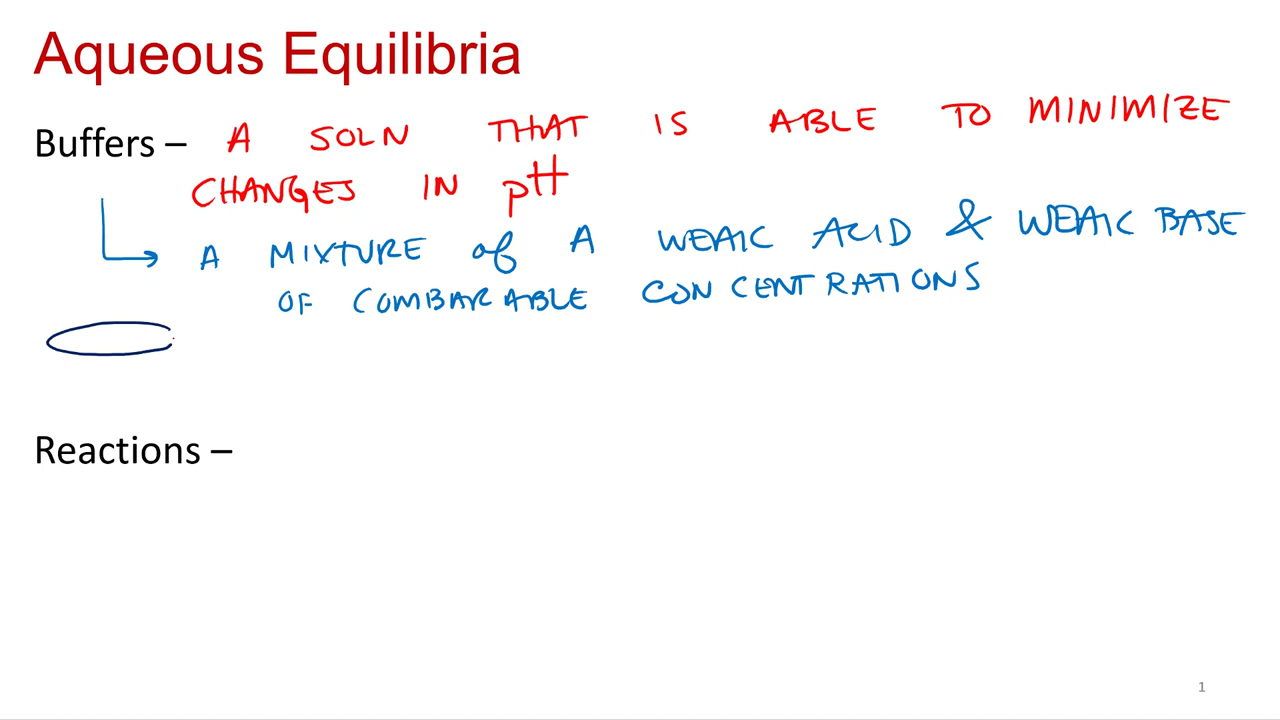 Aqueous Equilibria
Buffers – A SOLN THAT IS ABLE TO MINIMIZE
CHANGES IN pH
A MIXTURE of A WEAK ACID & WEAK BASE
OF COMBARABLE CONCENTRATIONS
Reactions –
1